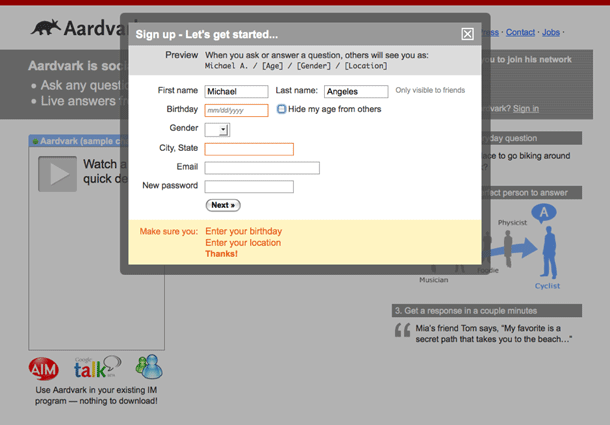 Aardvark
Contact · Jobs ·
Sign up - Let's get started...
Aardvark is soci
you to join his network
Preview
When you ask or answer a question, others will see you as:
Michael A. / [Age] / [Gender] / [Location]
Ask any quest
Live answers fr
First name Michael Last name: Angeles Only visible to friends
Birthday mm/dd/yyyy Hide my age from others
vark? Sign in
Gender
Aardvark (sample
City, State
Watch a
quick de
Email
New password
Next »
Make sure you: Enter your birthday
Enter your location
Thanks!
day question
ace to go biking around
ect person to answer
Physicist
Foodie
Musician
Cyclist
3. Get a response in a couple minutes
Mia's friend Tom says, "My favorite is a
secret path that takes you to the beach…"
AIM
Google
talk
Use Aardvark in your existing IM
program — nothing to download!